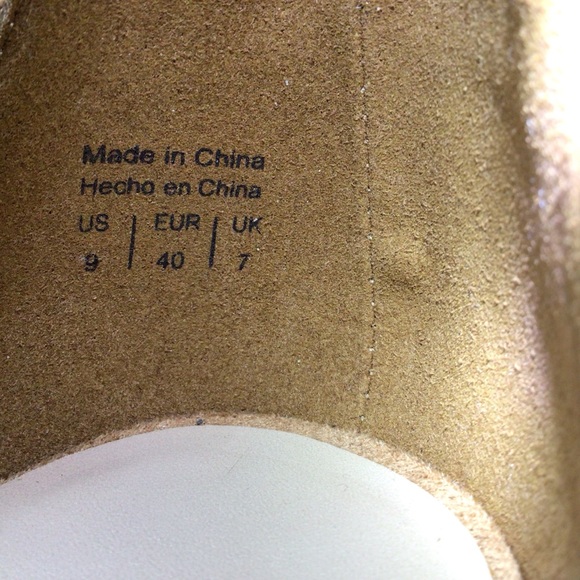 Made in China
Hecho en China
US | EUR | UK
9 | 40 | 7